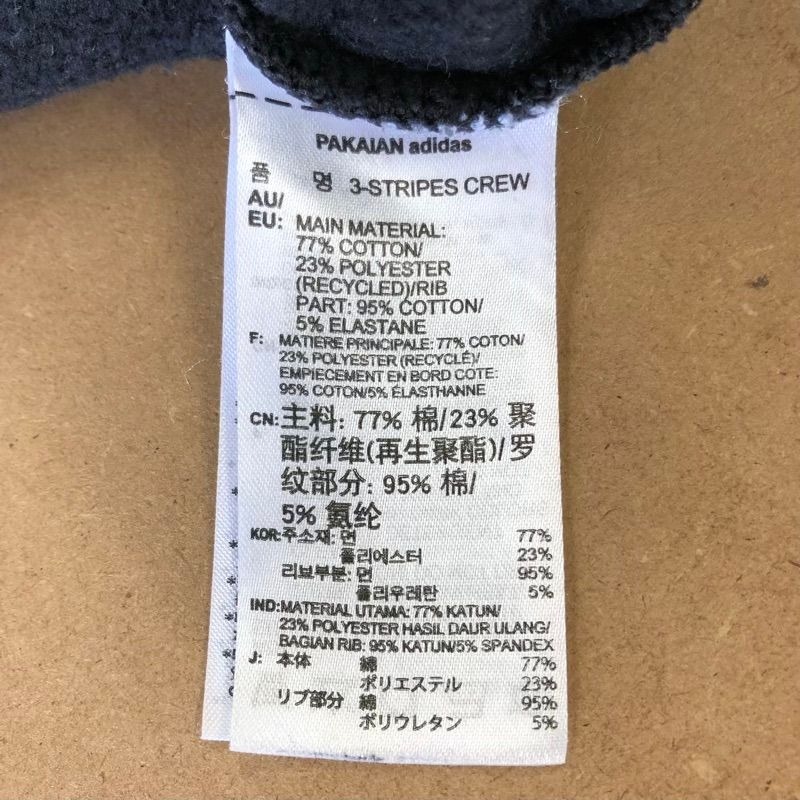 PAKAIAN adidas
품 명 3-STRIPES CREW
AU/
EU: MAIN MATERIAL:
77% COTTON/
23% POLYESTER
(RECYCLED)/RIB
PART: 95% COTTON/
5% ELASTANE
F: MATIERE PRINCIPALE: 77% COTON/
23% POLYESTER (RECYCLÉ)/
EMPIECEMENT EN BORD COTE:
95% COTON/5% ÉLASTHANNE
CN: 主料: 77% 棉/23% 聚
酯纤维(再生聚酯)/罗
纹部分: 95% 棉/
5% 氨纶
KOR: 주소재: 면 77%
폴리에스터 23%
리브부분: 면 95%
폴리우레탄 5%
IND: MATERIAL UTAMA: 77% KATUN/
23% POLYESTER HASIL DAUR ULANG/
BAGIAN RIB: 95% KATUN/5% SPANDEX
J: 本体 綿 77%
ポリエステル 23%
リブ部分 綿 95%
ポリウレタン 5%